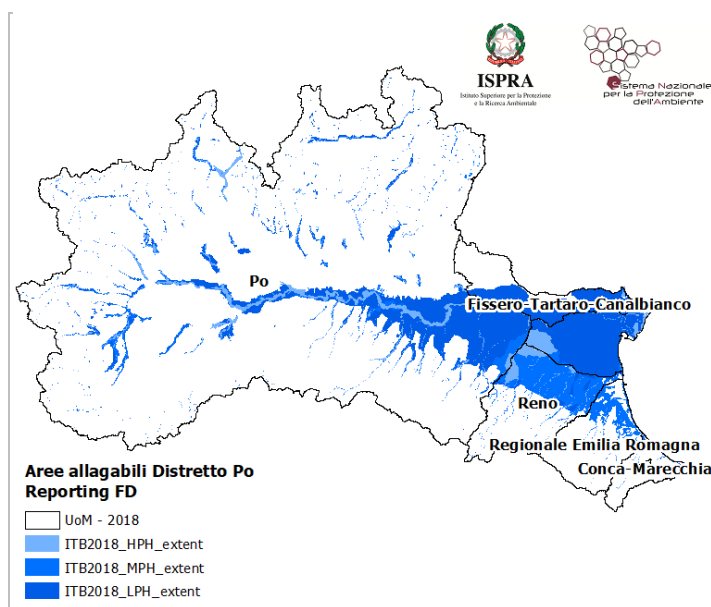 ISPRA
Istituto Superiore per la Protezione
e la Ricerca Ambientale
Sistema Nazionale
per la Protezione
dell'Ambiente
Po
Fissero-Tartaro-Canalbianco
Reno
Regionale Emilia Romagna
Conca-Marecchia
Aree allagabili Distretto Po
Reporting FD
UoM - 2018
ITB2018_HPH_extent
ITB2018_MPH_extent
ITB2018_LPH_extent